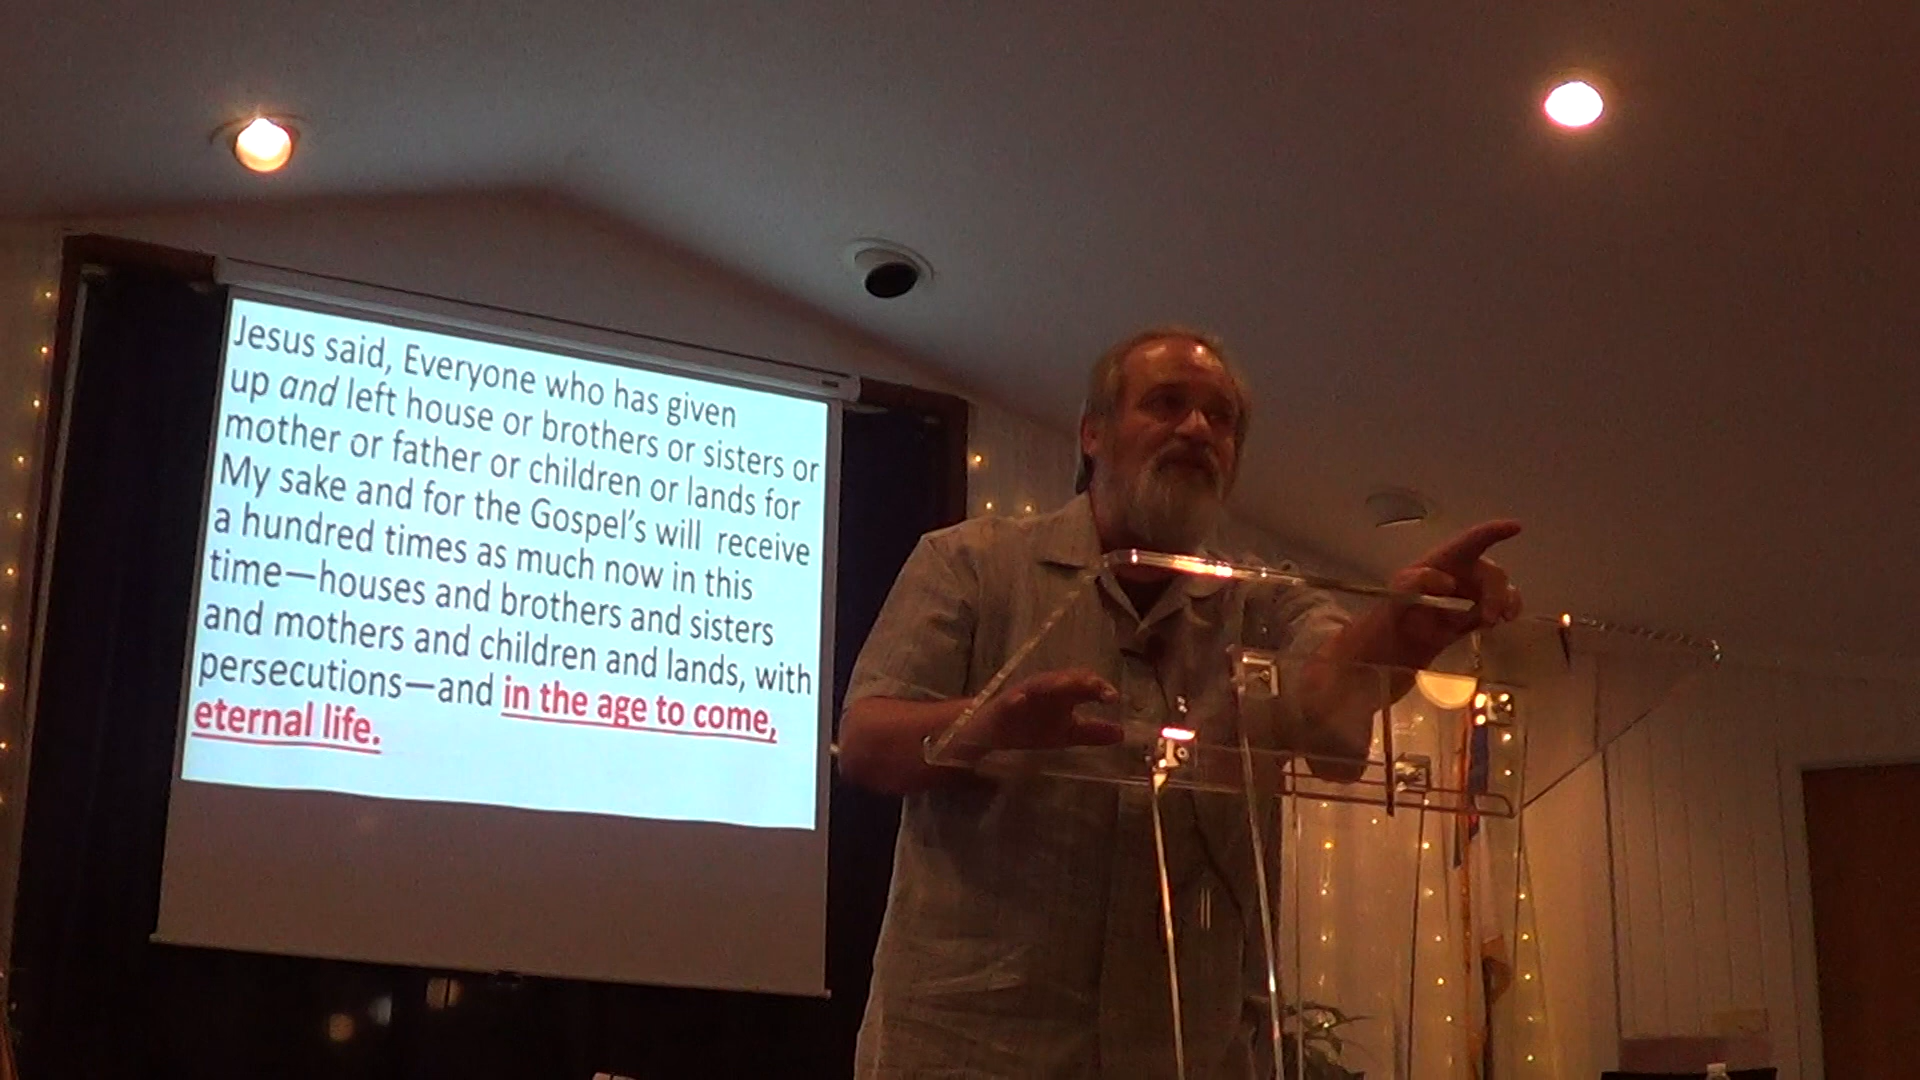 Jesus said, Everyone who has given
up and left house or brothers or sisters or
mother or father or children or lands for
My sake and for the Gospel's will  receive
a hundred times as much now in this
time—houses and brothers and sisters
and mothers and children and lands, with
persecutions—and in the age to come,
eternal life.